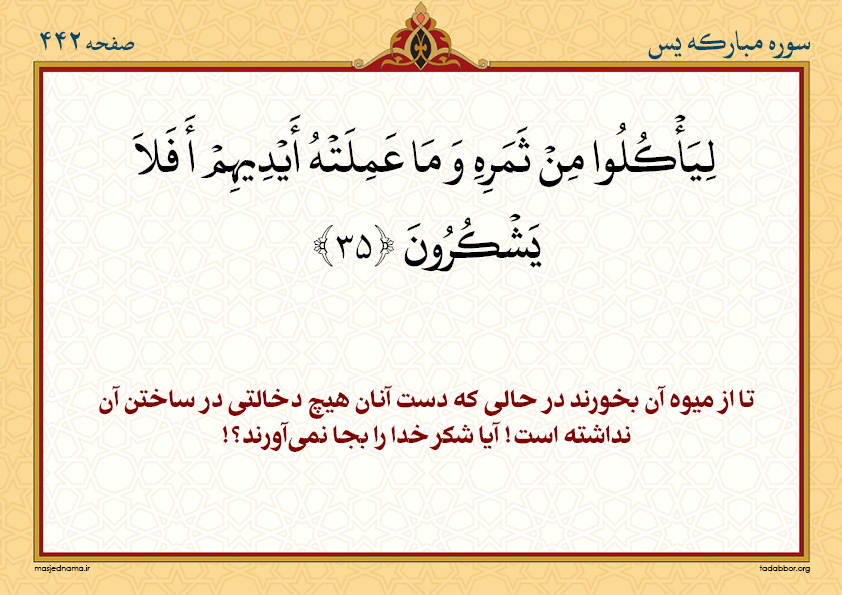 سوره مبارکه یس
صفحه ۴۴۲
لِيَأْكُلُوا مِنْ ثَمَرِهِ وَ مَا عَمِلَتْهُ أَيْدِيهِمْ أَ فَلاَ
يَشْكُرُونَ ﴿۳۵﴾
تا از میوه آن بخورند در حالی که دست آنان هیچ دخالتی در ساختن آن
نداشته است! آیا شکر خدا را بجا نمی‌آورند؟!
masjednama.ir
tadabbor.org